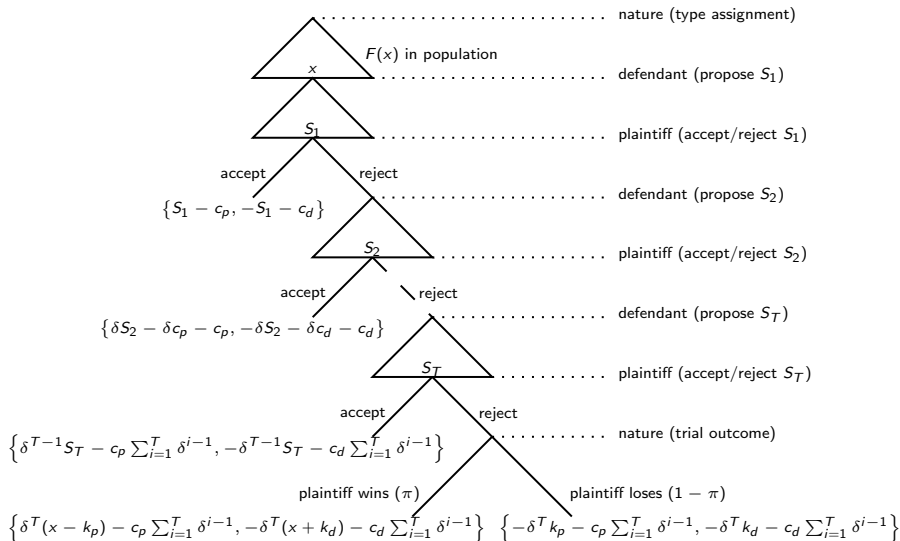 nature (type assignment)
F(x) in population
x
defendant (propose S_1)
S_1
plaintiff (accept/reject S_1)
accept
reject
defendant (propose S_2)
{S_1 − c_p, −S_1 − c_d}
S_2
plaintiff (accept/reject S_2)
accept
reject
defendant (propose S_T)
{δS_2 − δc_p − c_p, −δS_2 − δc_d − c_d}
S_T
plaintiff (accept/reject S_T)
accept
reject
nature (trial outcome)
{δ^{T−1}S_T − c_p ∑_{i=1}^{T} δ^{i−1}, −δ^{T−1}S_T − c_d ∑_{i=1}^{T} δ^{i−1}}
plaintiff wins (π)
plaintiff loses (1 − π)
{δ^T(x − k_p) − c_p ∑_{i=1}^{T} δ^{i−1}, −δ^T(x + k_d) − c_d ∑_{i=1}^{T} δ^{i−1}}
{−δ^T k_p − c_p ∑_{i=1}^{T} δ^{i−1}, −δ^T k_d − c_d ∑_{i=1}^{T} δ^{i−1}}